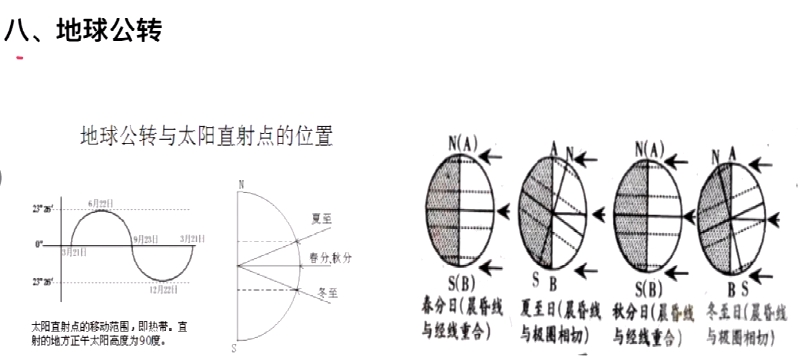 八、地球公转
地球公转与太阳直射点的位置
23°26′
6月22日
0°
3月21日
9月23日
3月21日
23°26′
12月22日
太阳直射点的移动范围，即热带。直
射的地方正午太阳高度为90度。
N
夏至
春分,秋分
冬至
S
N(A)
S(B)
春分日(晨昏线
与经线重合)
A N
S B
夏至日(晨昏线
与极圈相切)
N(A)
S(B)
秋分日(晨昏线
与经线重合)
N A
B S
冬至日(晨昏线
与极圈相切)